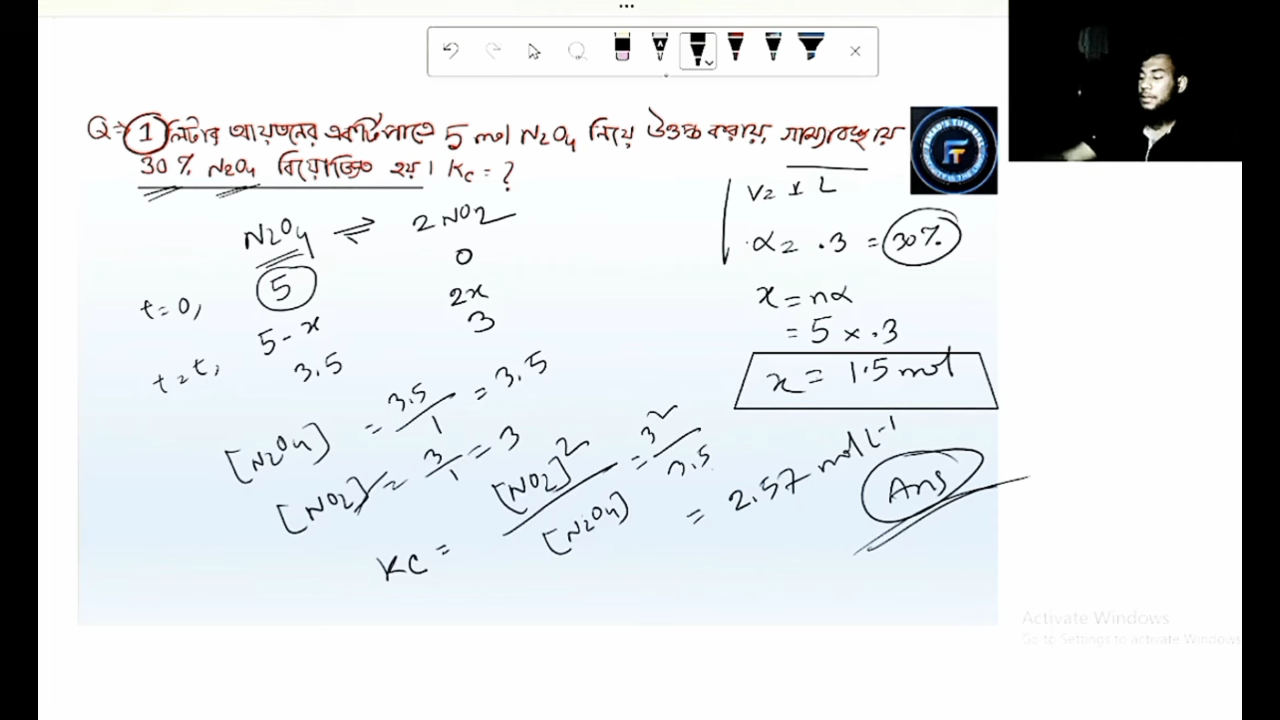 Q⇒ 1 লিটার আয়তনের একটি পাত্রে 5 mol N₂O₄ নিয়ে উত্তপ্ত করায়, সাম্যাবস্থায়
30 % N₂O₄ বিয়োজিত হয়। Kc = ?
N₂O₄ ⇌ 2NO₂
t=0, 5 0
t=t, 5-x 2x
3.5 3
[N₂O₄] = 3.5/1 = 3.5
[NO₂] = 3/1 = 3
KC = [NO₂]²/[N₂O₄] = 3²/3.5
= 2.57 mol L⁻¹
Ans
V= 1 L
α= .3 = 30%
x = nα
= 5 × .3
x = 1.5 mol
FT
Activate Windows
Go to Settings to activate Windows